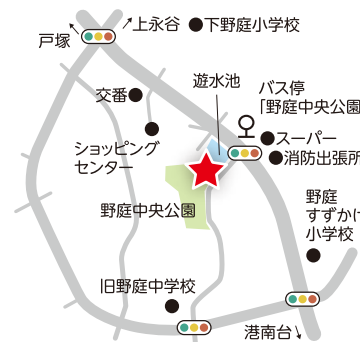 上永谷
下野庭小学校
戸塚
遊水池
バス停
「野庭中央公園
交番
スーパー
消防出張所
ショッピング
センター
野庭中央公園
野庭
すずかけ
小学校
旧野庭中学校
港南台